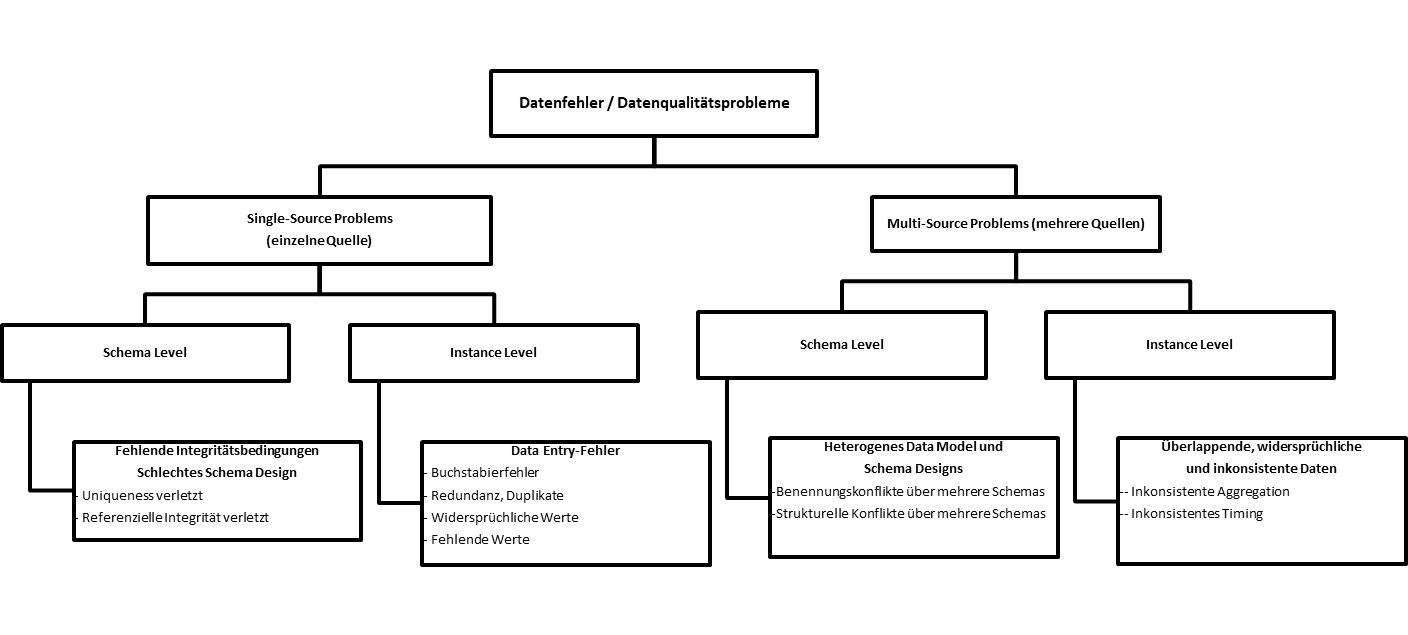 Datenfehler / Datenqualitätsprobleme
Single-Source Problems
(einzelne Quelle)
Multi-Source Problems (mehrere Quellen)
Schema Level
Instance Level
Schema Level
Instance Level
Fehlende Integritätsbedingungen
Schlechtes Schema Design
- Uniqueness verletzt
- Referenzielle Integrität verletzt
Data Entry-Fehler
- Buchstabierfehler
- Redundanz, Duplikate
- Widersprüchliche Werte
- Fehlende Werte
Heterogenes Data Model und
Schema Designs
-Benennungskonflikte über mehrere Schemas
-Strukturelle Konflikte über mehrere Schemas
Überlappende, widersprüchliche
und inkonsistente Daten
-- Inkonsistente Aggregation
-- Inkonsistentes Timing